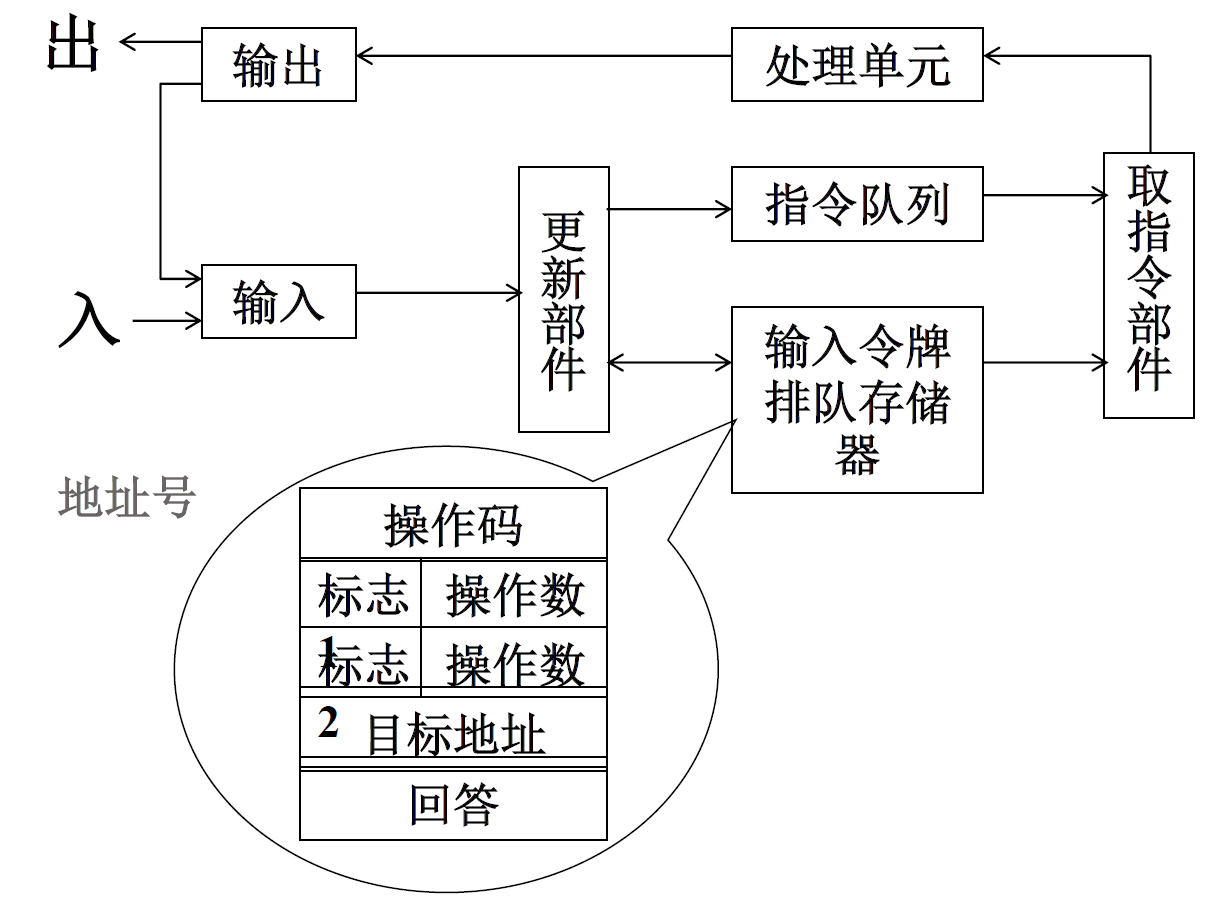 出
输出
处理单元
更新部件
指令队列
取指令部件
入
输入
输入令牌
排队存储
器
地址号
操作码
标志 操作数
1
标志 操作数
2
目标地址
回答